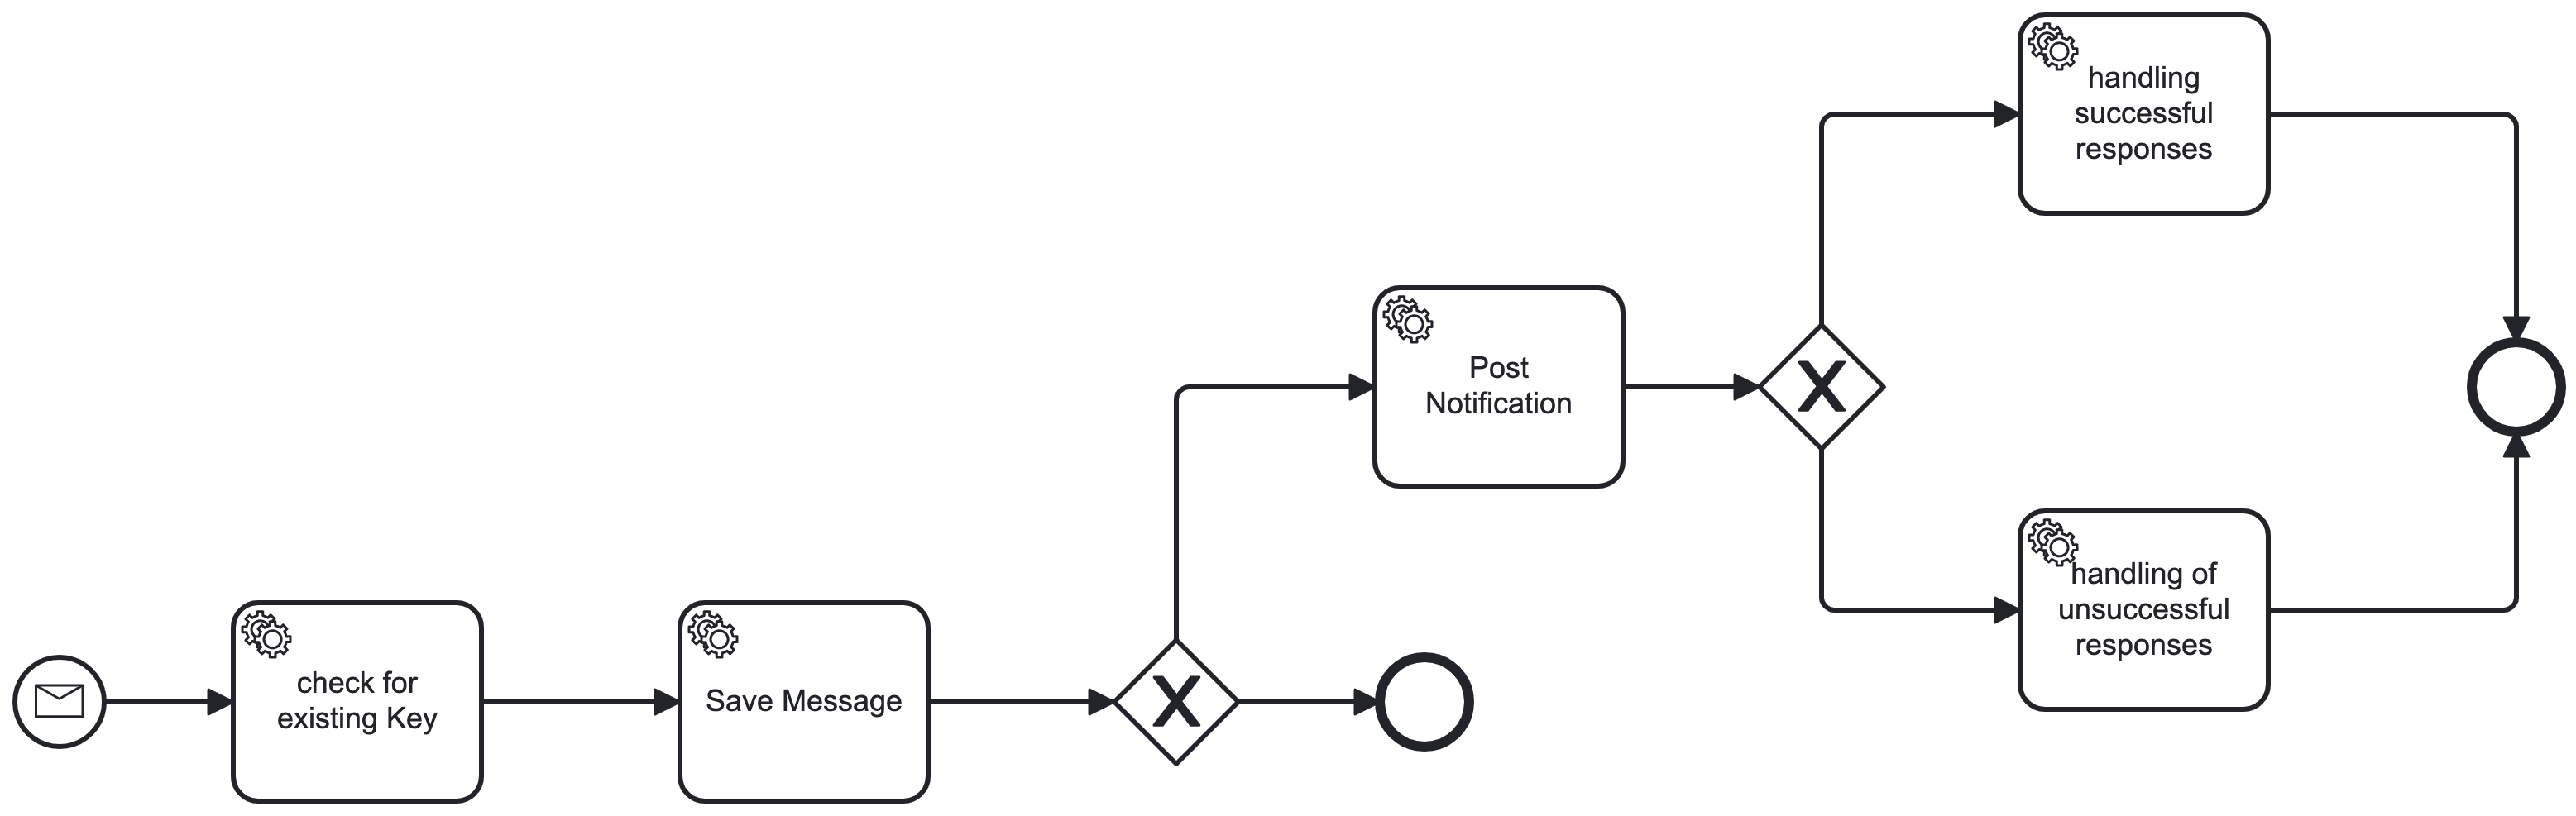 handling
successful
responses
Post
Notification
handling of
unsuccessful
responses
check for
existing Key
Save Message